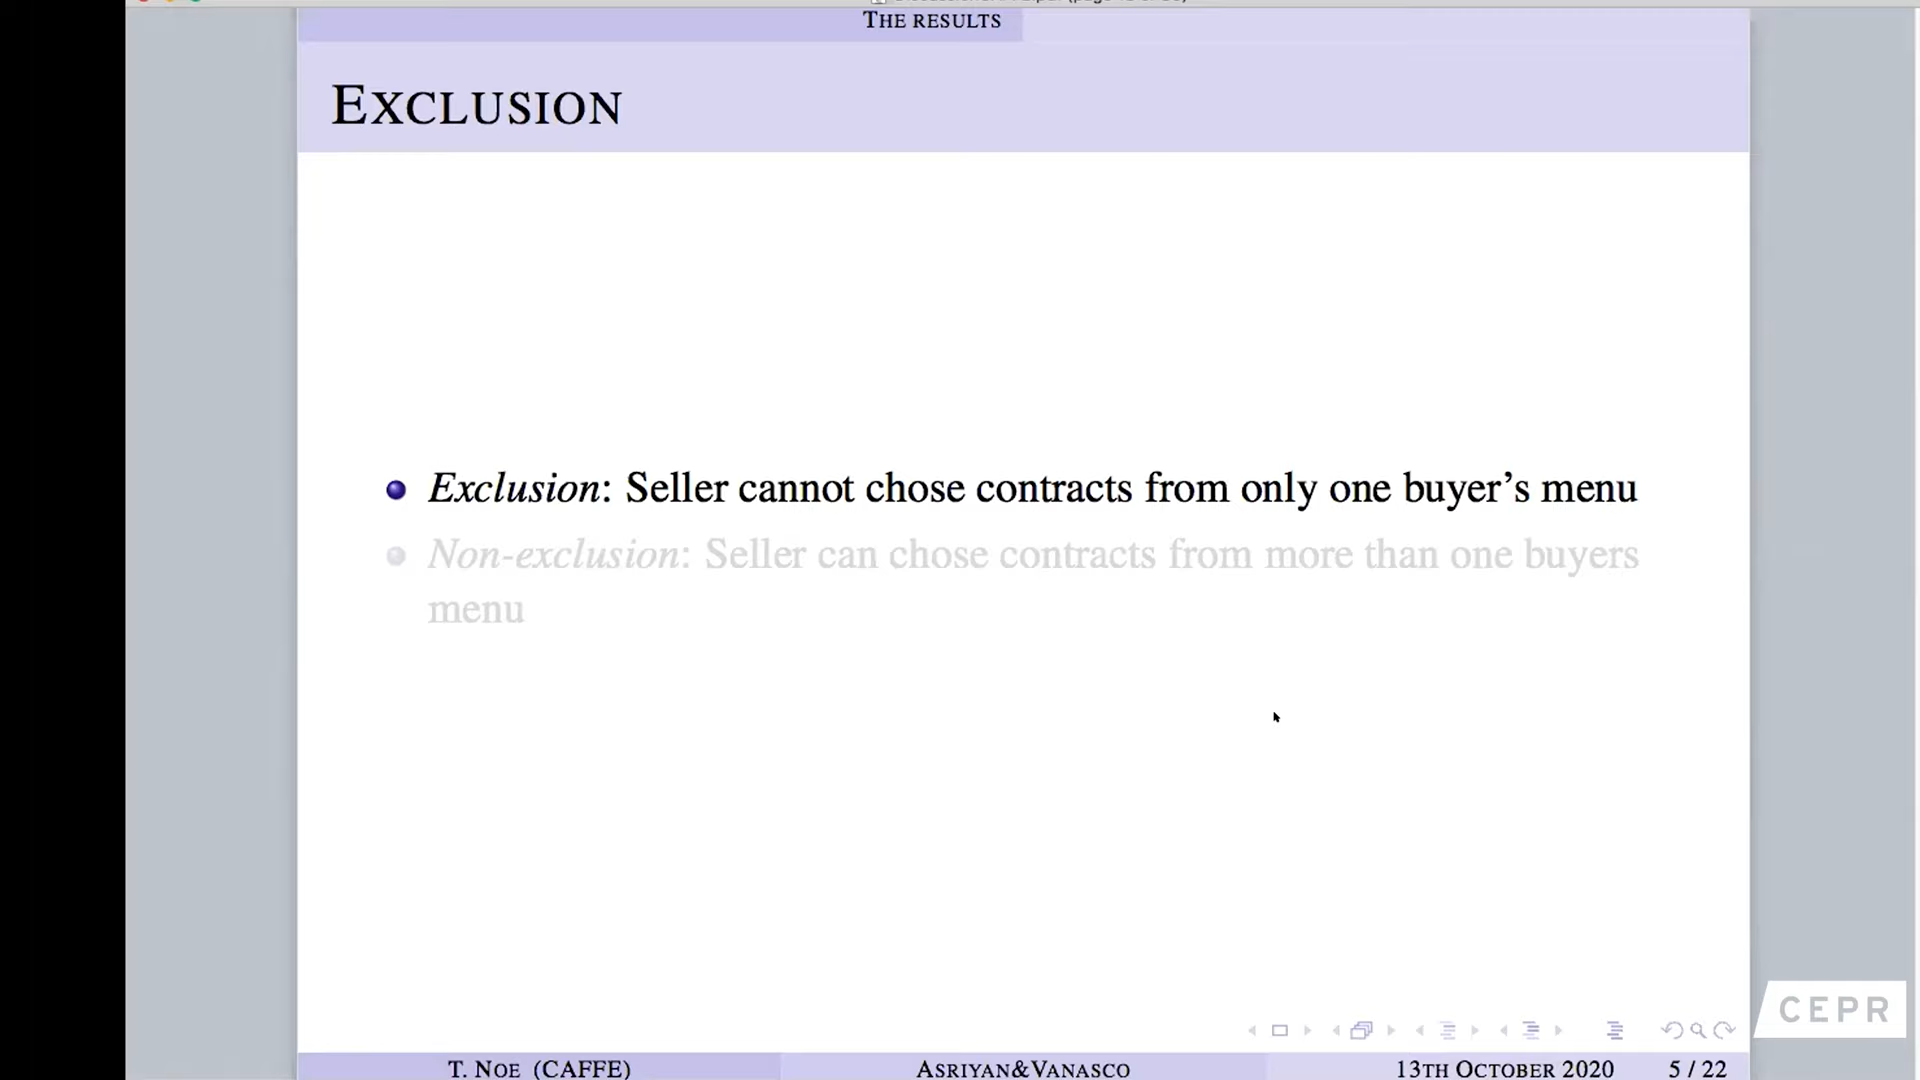 THE RESULTS
EXCLUSION
Exclusion: Seller cannot chose contracts from only one buyer's menu
Non-exclusion: Seller can chose contracts from more than one buyers
menu
CEPR
T. NOE (CAFFE) ASRIYAN&VANASCO 13TH OCTOBER 2020 5 / 22